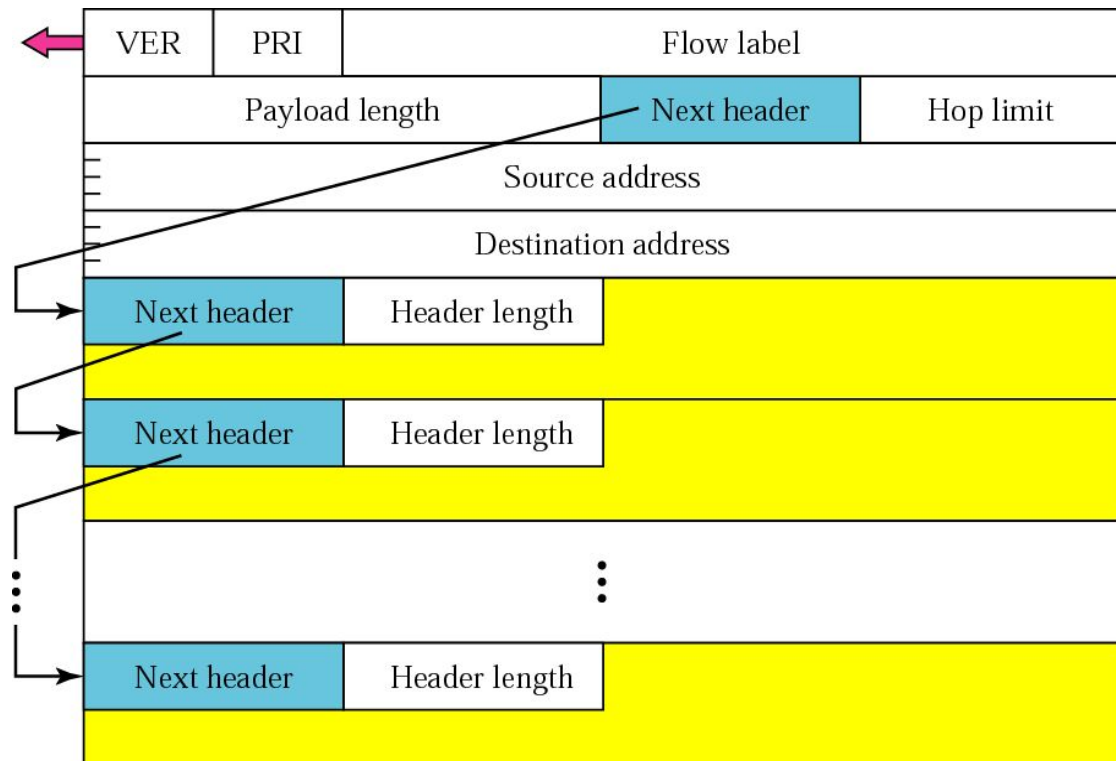 VER PRI Flow label
Payload length Next header Hop limit
Source address
Destination address
Next header Header length
Next header Header length
Next header Header length